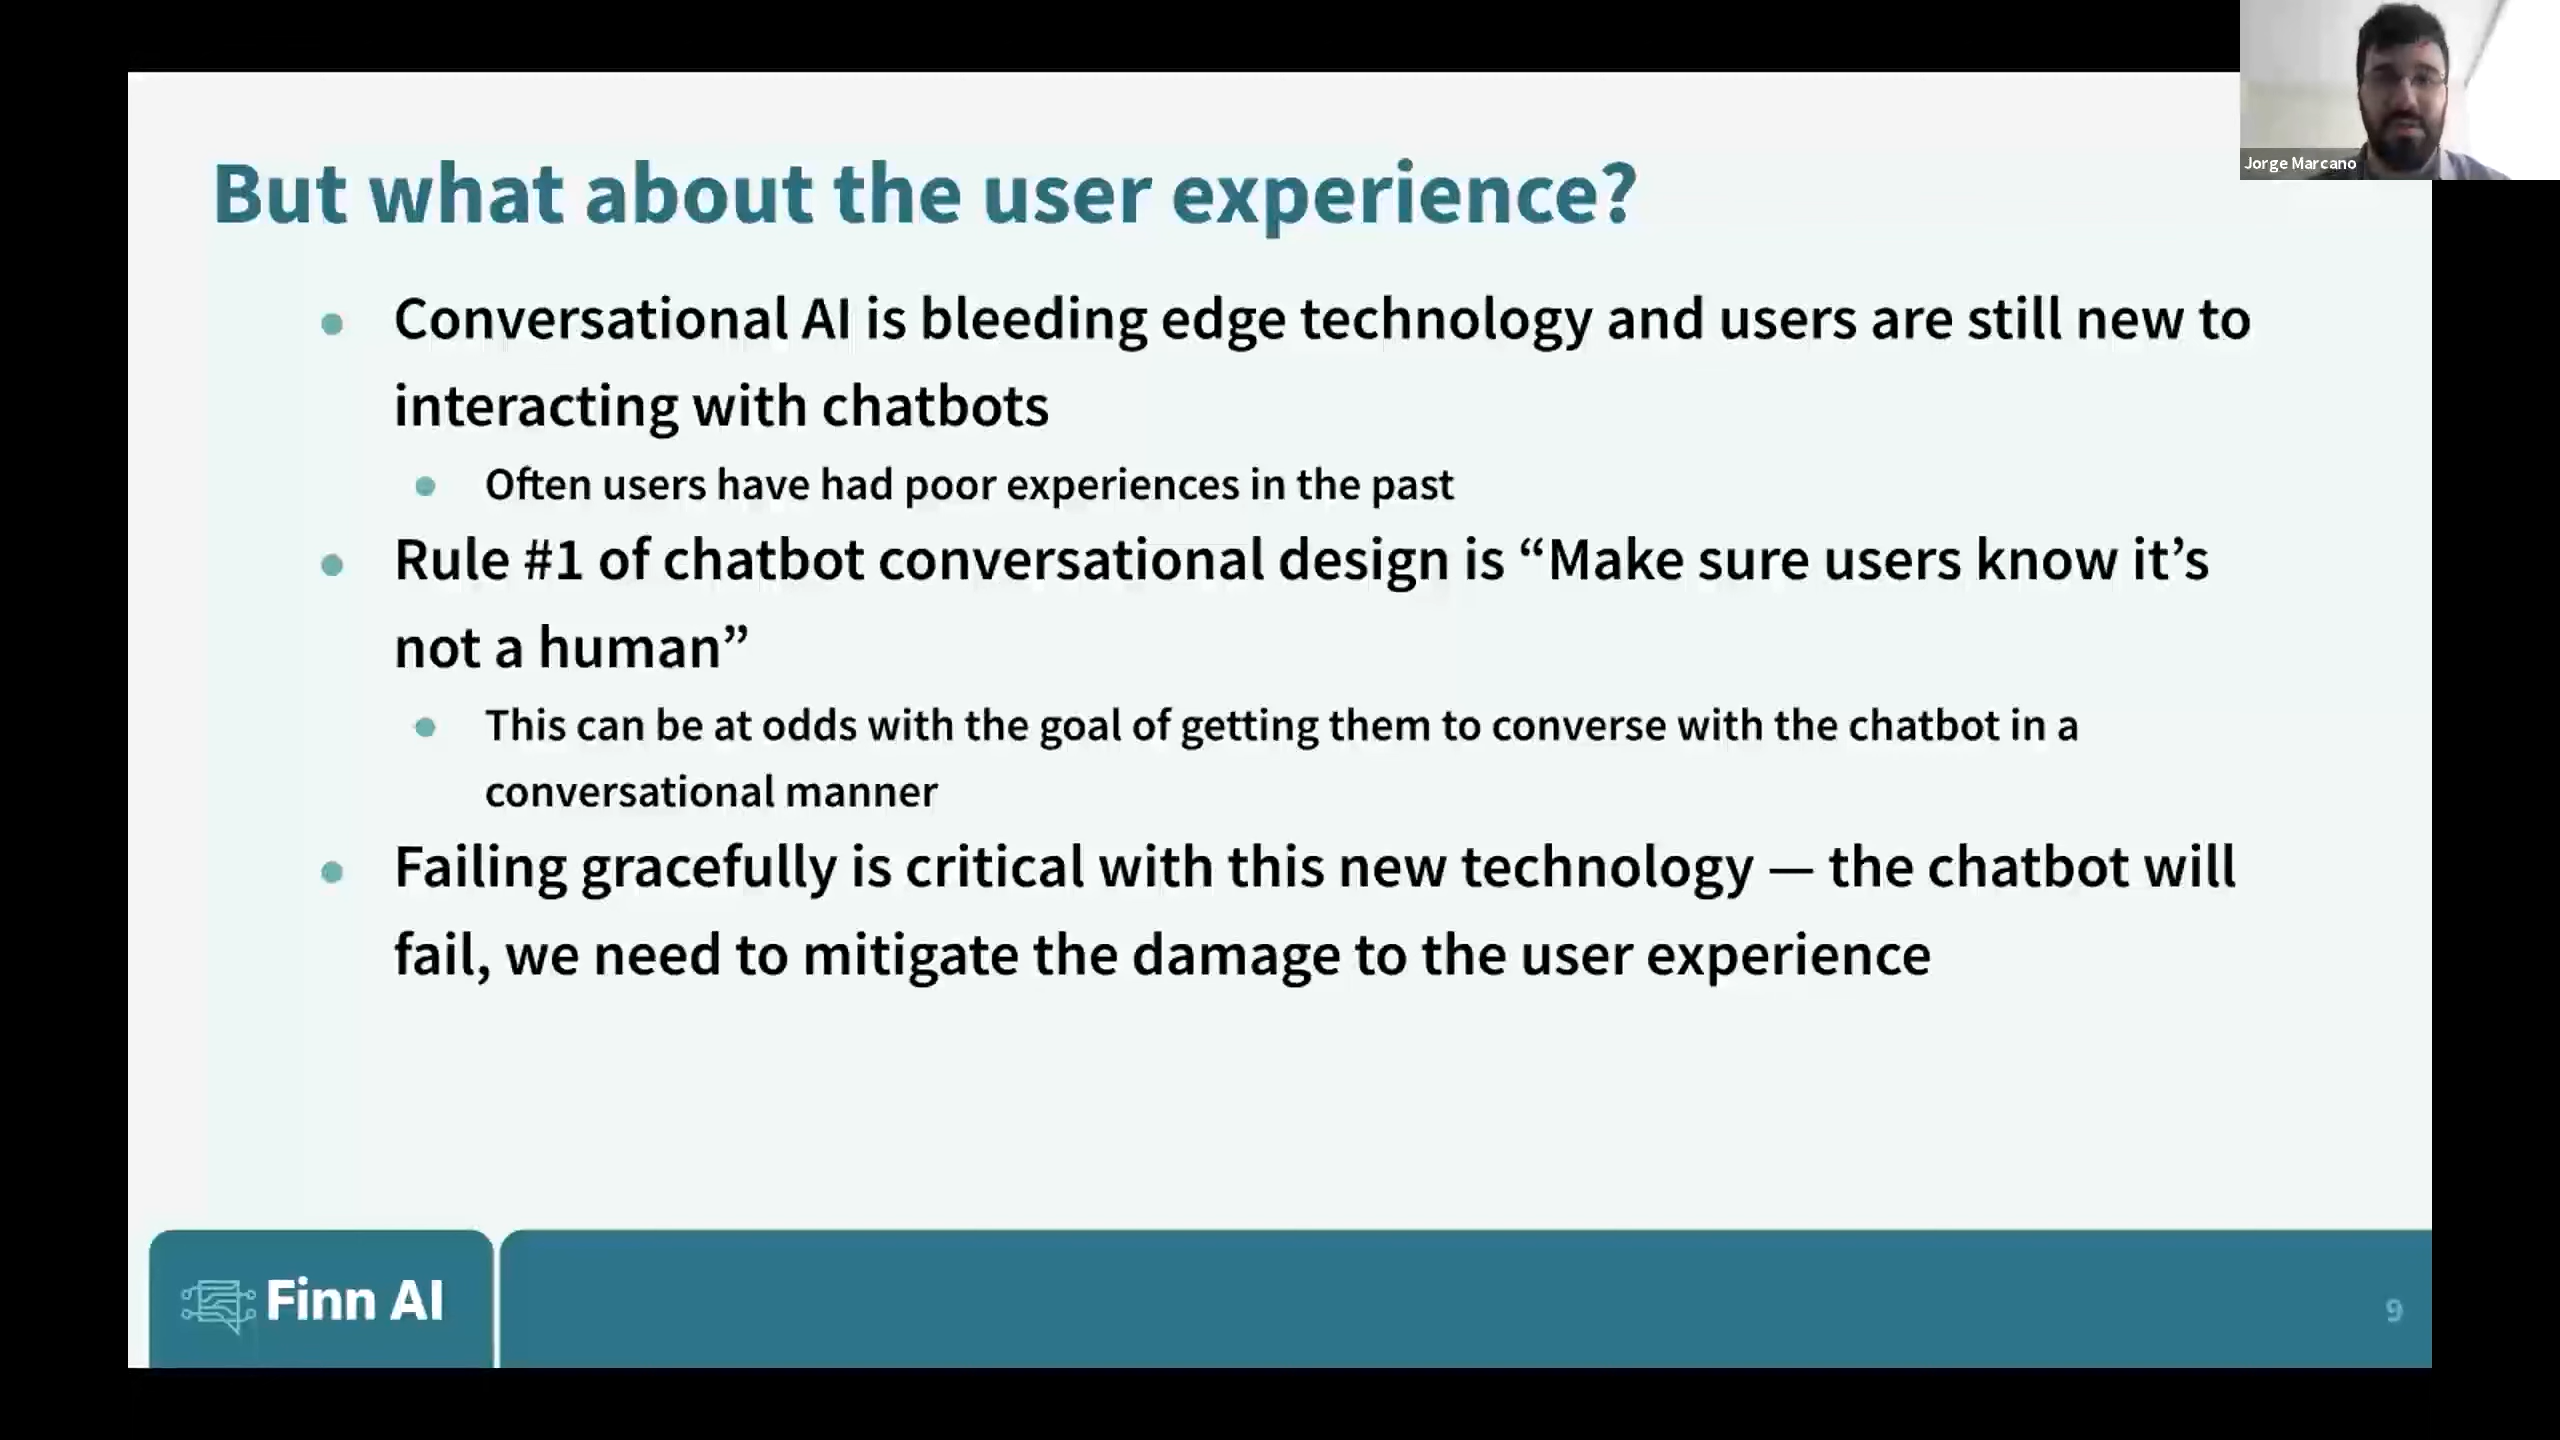 Jorge Marcano
But what about the user experience?
Conversational AI is bleeding edge technology and users are still new to
interacting with chatbots
Often users have had poor experiences in the past
Rule #1 of chatbot conversational design is “Make sure users know it’s
not a human”
This can be at odds with the goal of getting them to converse with the chatbot in a
conversational manner
Failing gracefully is critical with this new technology — the chatbot will
fail, we need to mitigate the damage to the user experience
Finn AI
9